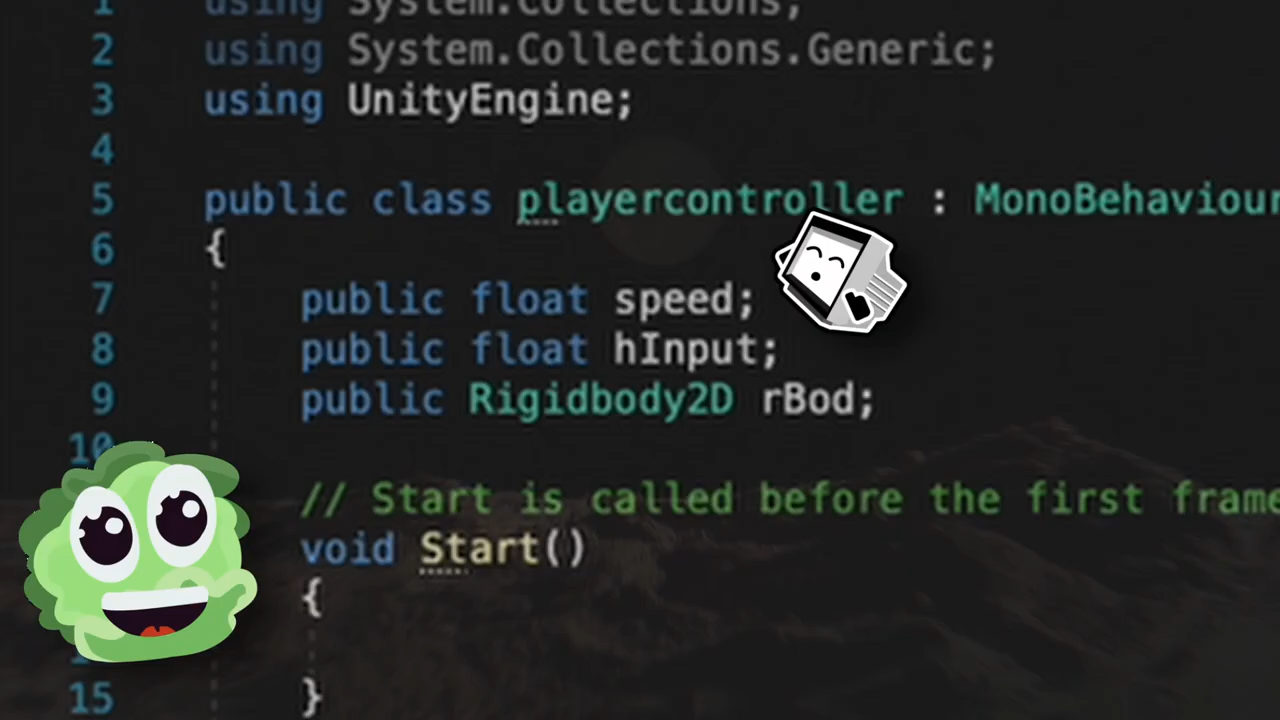 1 using System.Collections;
2 using System.Collections.Generic;
3 using UnityEngine;
4
5 public class playercontroller : MonoBehaviour
6 {
7 public float speed;
8 public float hInput;
9 public Rigidbody2D rBod;
10
// Start is called before the first frame
void Start()
{
15 }